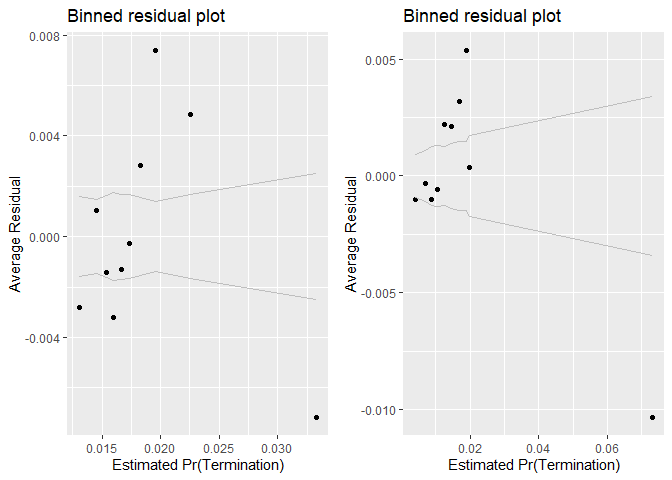 Binned residual plot
0.008
0.004
0.000
-0.004
Average Residual
0.015 0.020 0.025 0.030
Estimated Pr(Termination)
Binned residual plot
0.005
0.000
-0.005
-0.010
Average Residual
0.02 0.04 0.06
Estimated Pr(Termination)